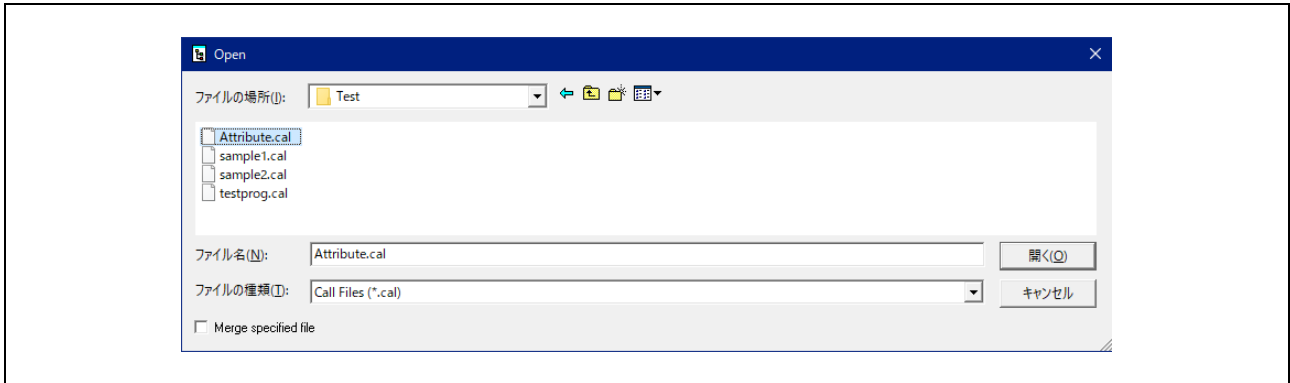 Open
ファイルの場所(I):
Test
Attribute.cal
sample1.cal
sample2.cal
testprog.cal
ファイル名(N):
Attribute.cal
開く(O)
ファイルの種類(T):
Call Files (*.cal)
キャンセル
Merge specified file